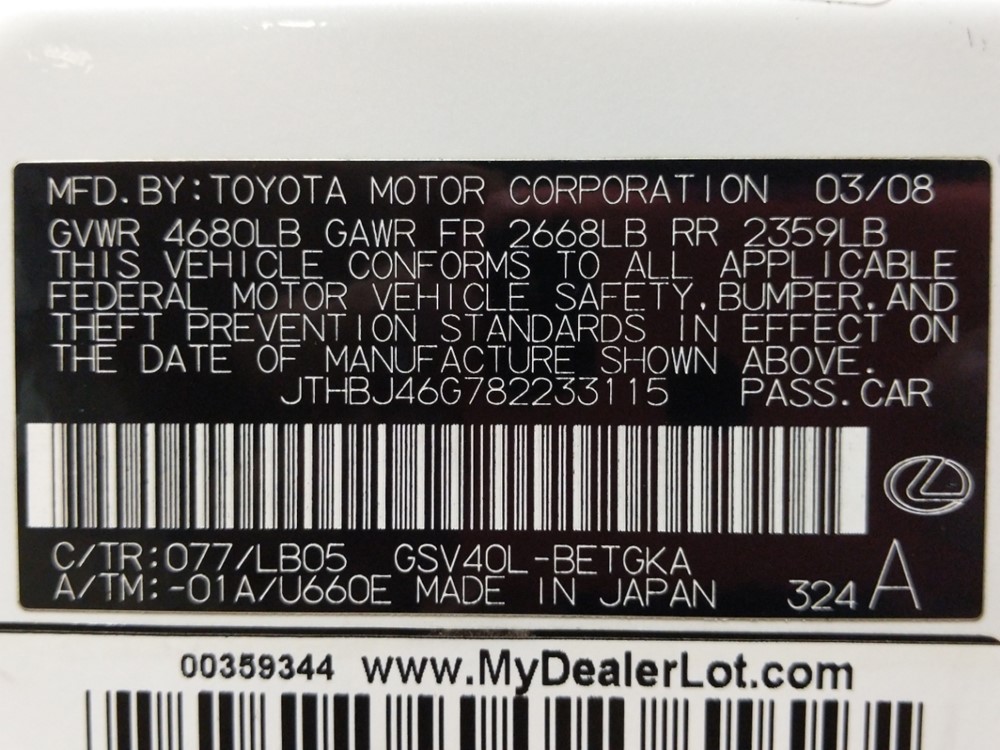 MFD. BY: TOYOTA MOTOR CORPORATION 03/08
GVWR 4680LB GAWR FR 2668LB RR 2359LB
THIS VEHICLE CONFORMS TO ALL APPLICABLE
FEDERAL MOTOR VEHICLE SAFETY, BUMPER, AND
THEFT PREVENTION STANDARDS IN EFFECT ON
THE DATE OF MANUFACTURE SHOWN ABOVE.
JTHBJ46G782233115 PASS. CAR
C/TR: 077/LB05 GSV40L-BETGKA
A/TM: -01A/U660E MADE IN JAPAN 324 A
00359344 www.MyDealerLot.com